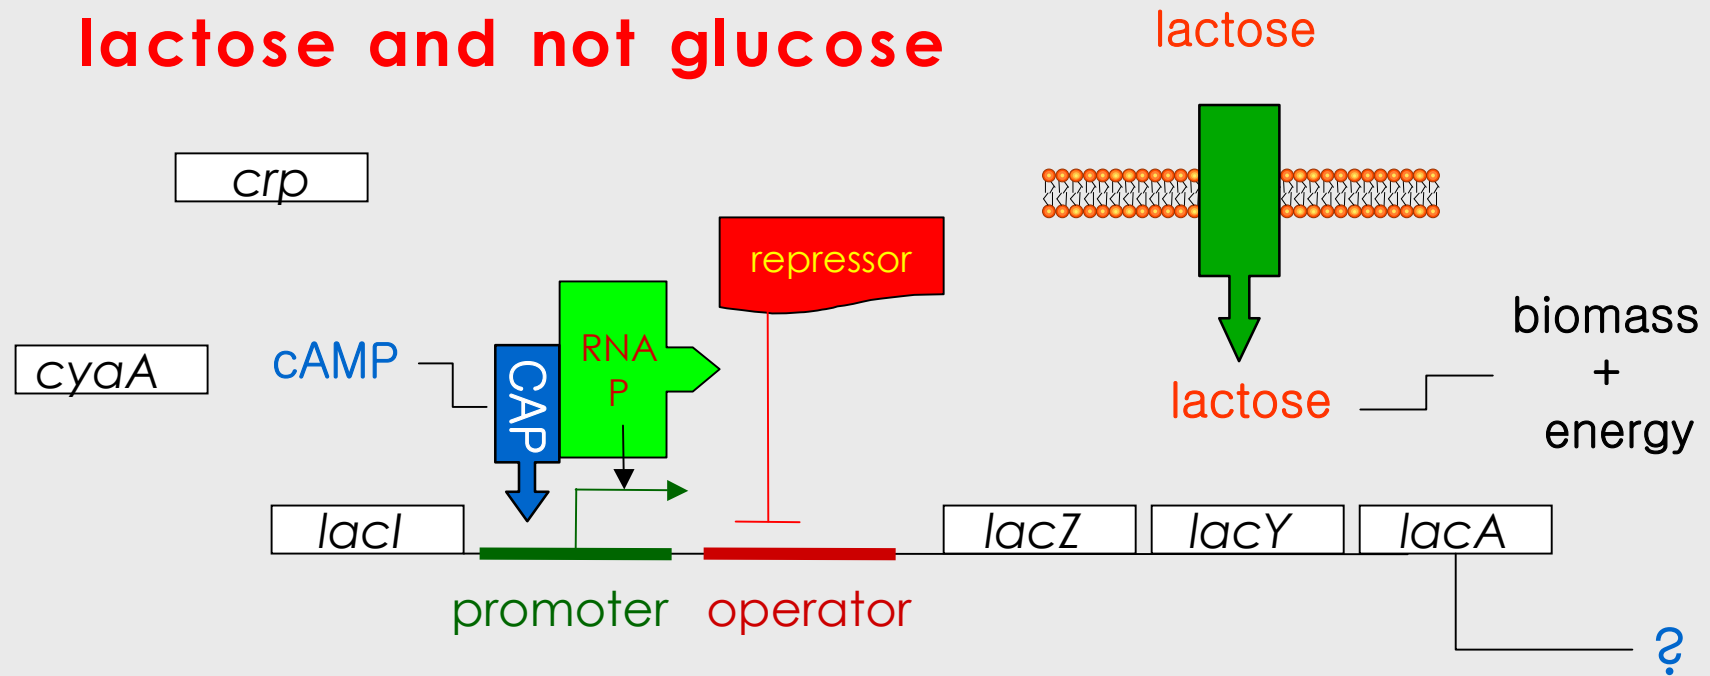 lactose and not glucose
lactose
crp
repressor
biomass
+
energy
RNA
P
cyaA
cAMP
CAP
lactose
lacI
lacZ
lacY
lacA
promoter
operator
?